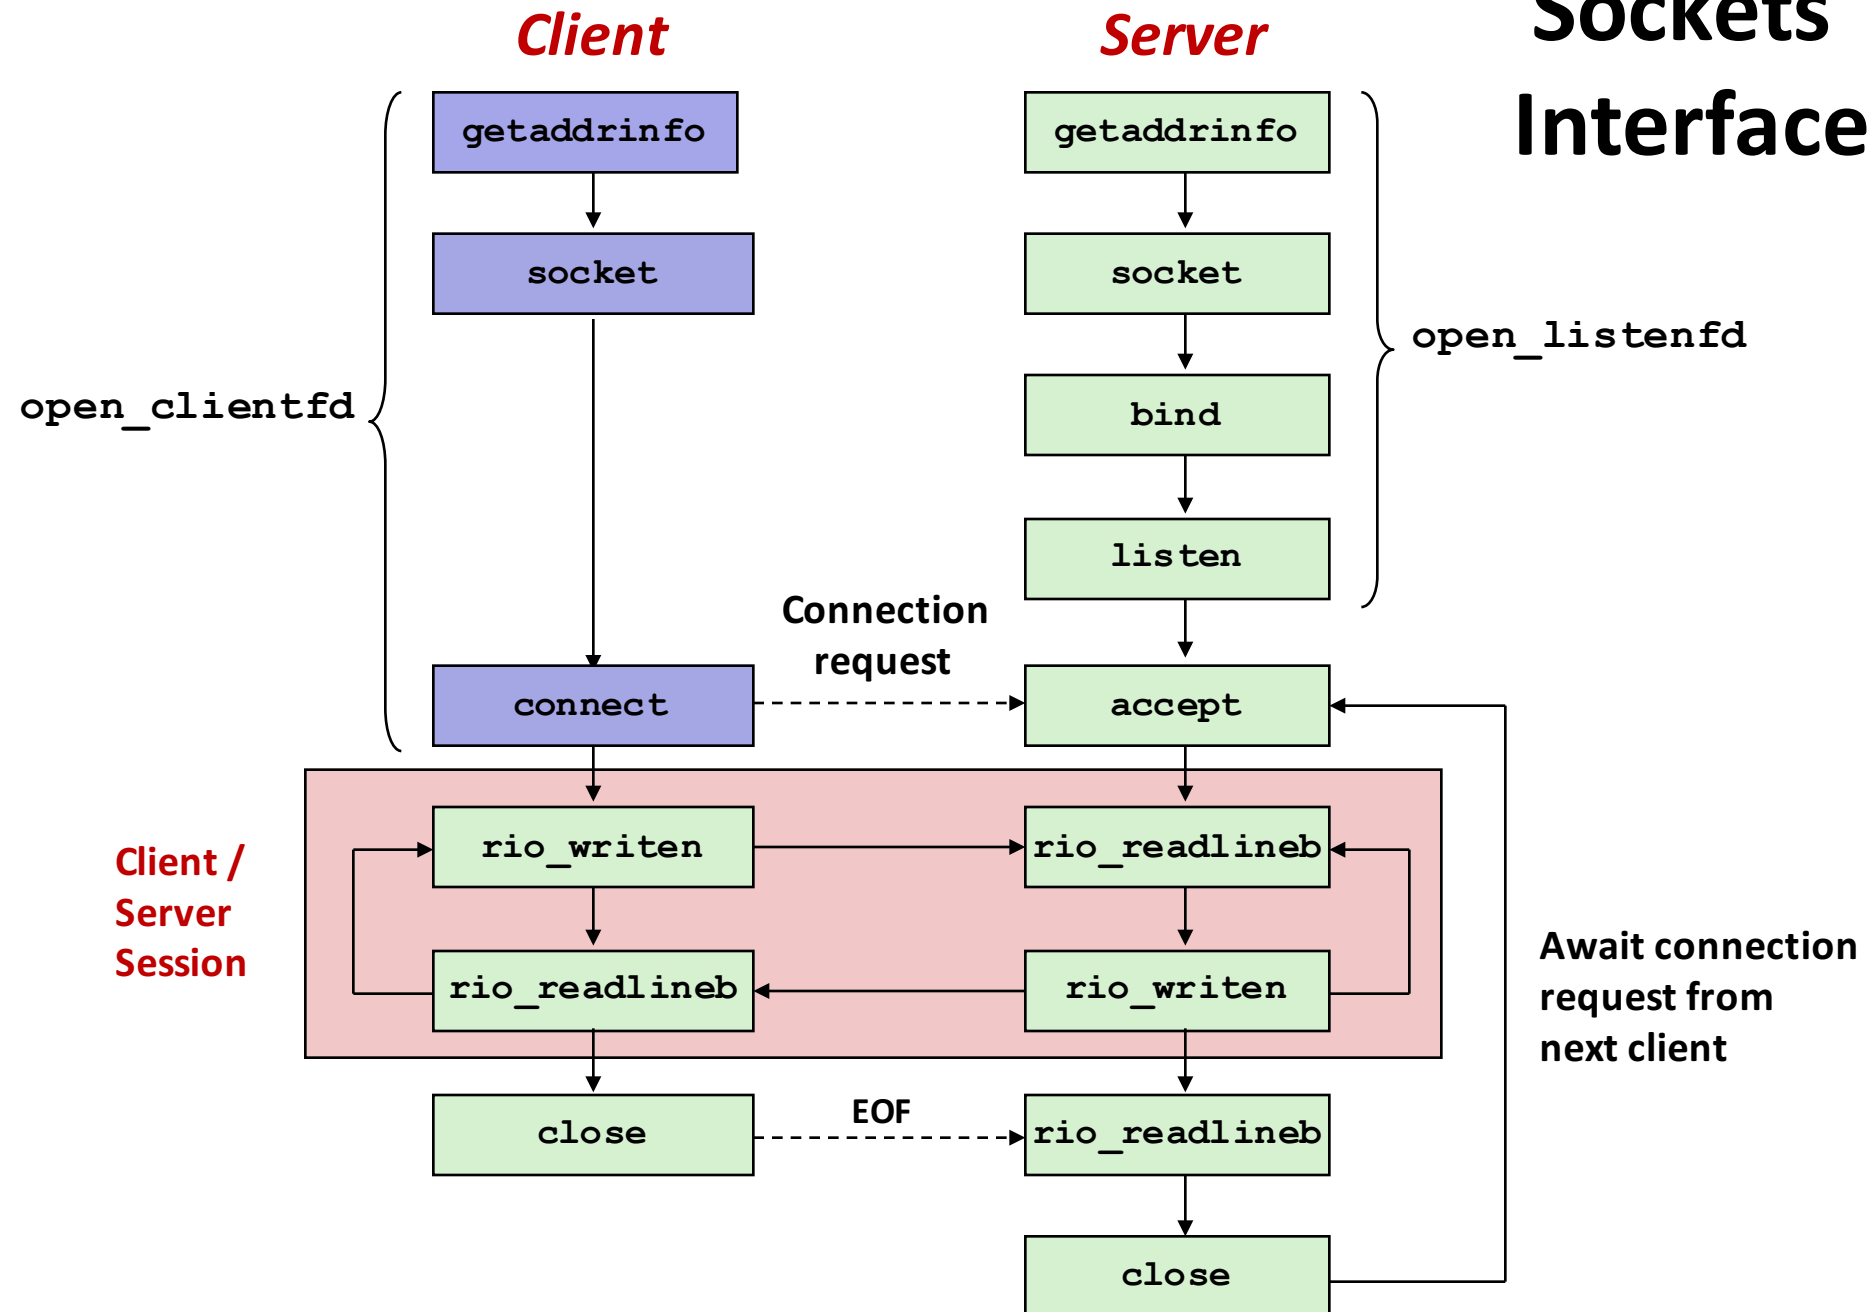 Sockets
Interface
Client
Server
getaddrinfo
getaddrinfo
socket
socket
open_listenfd
open_clientfd
bind
listen
Connection
request
connect
accept
Client /
Server
Session
rio_writen
rio_readlineb
rio_readlineb
rio_writen
Await connection
request from
next client
close
EOF
rio_readlineb
close